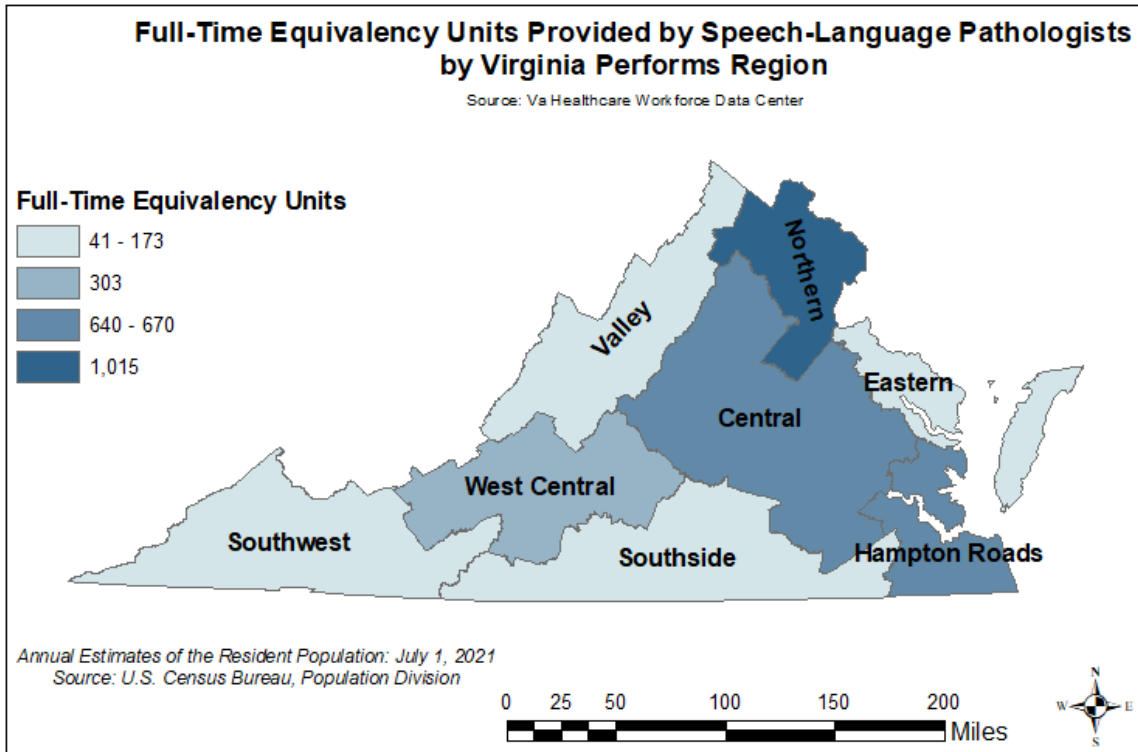 Full-Time Equivalency Units Provided by Speech-Language Pathologists
by Virginia Performs Region
Source: Va Healthcare Workforce Data Center
Full-Time Equivalency Units
41 - 173
303
640 - 670
1,015
Northern
Valley
Eastern
Central
West Central
Southwest
Southside
Hampton Roads
Annual Estimates of the Resident Population: July 1, 2021
Source: U.S. Census Bureau, Population Division
0 25 50 100 150 200
Miles
N
W E
S